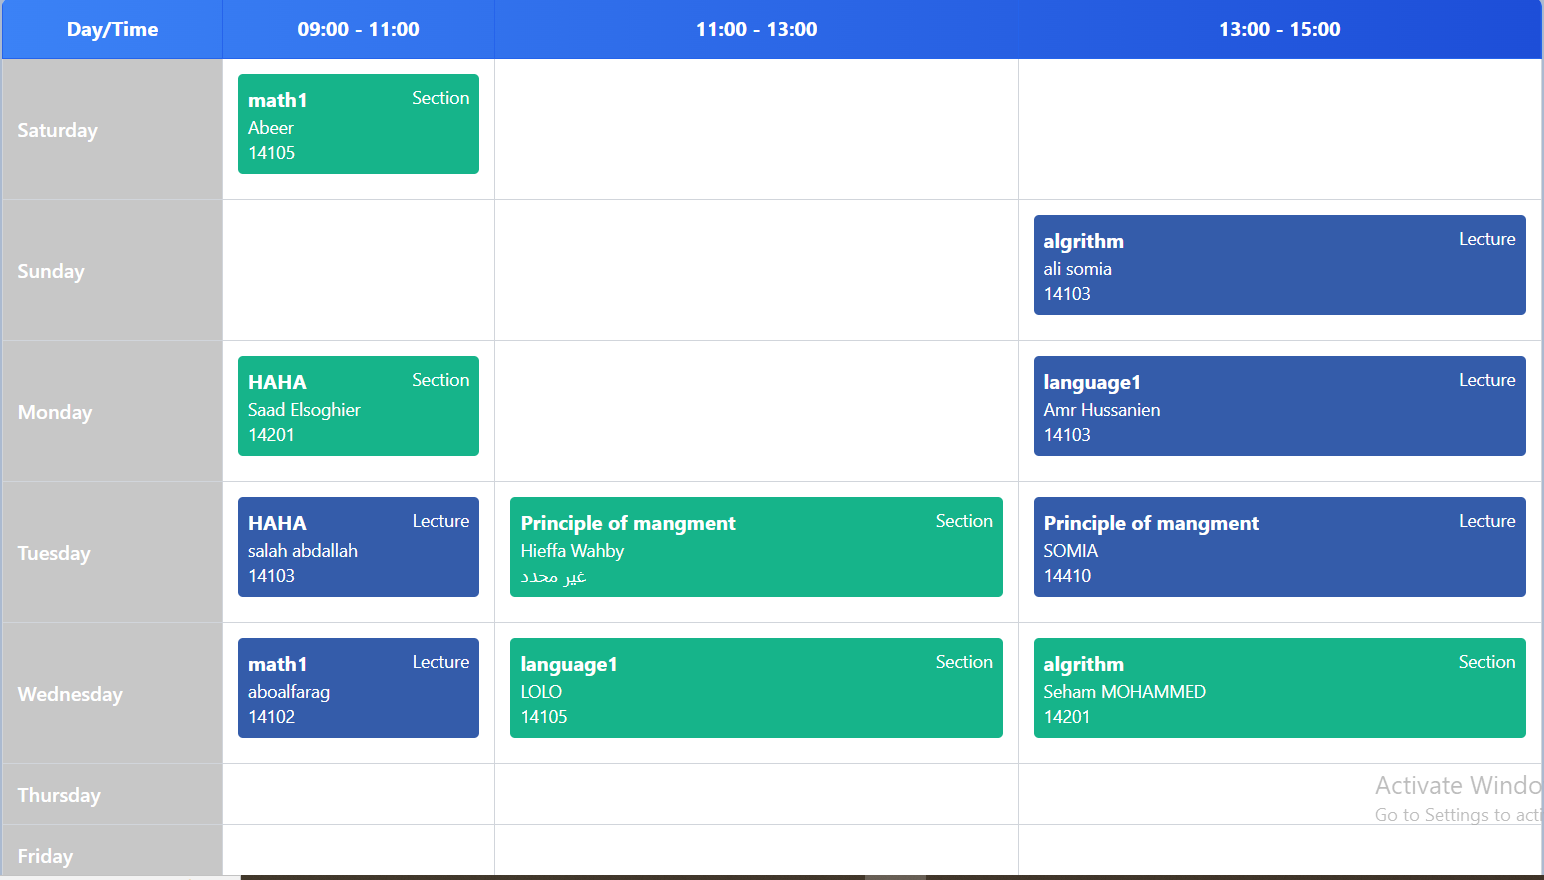 Day/Time 09:00 - 11:00 11:00 - 13:00 13:00 - 15:00
Saturday
math1 Section
Abeer
14105
Sunday
algrithm Lecture
ali somia
14103
Monday
HAHA Section
Saad Elsoghier
14201
language1 Lecture
Amr Hussanien
14103
Tuesday
HAHA Lecture
salah abdallah
14103
Principle of mangment Section
Hieffa Wahby
غير محدد
Principle of mangment Lecture
SOMIA
14410
Wednesday
math1 Lecture
aboalfarag
14102
language1 Section
LOLO
14105
algrithm Section
Seham MOHAMMED
14201
Thursday
Activate Windo
Go to Settings to acti
Friday